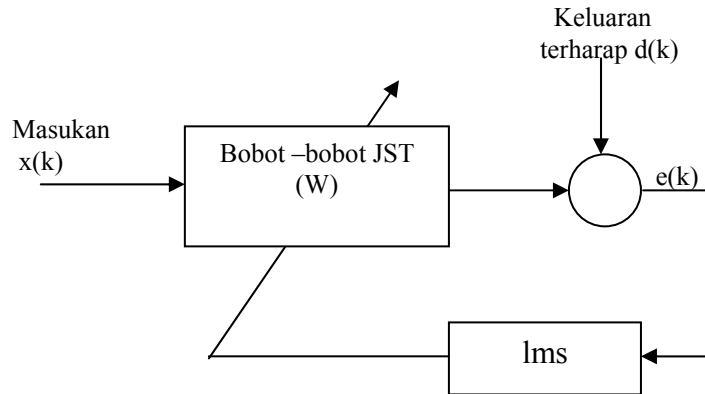 Keluaran
terharap d(k)
Masukan
x(k)
Bobot –bobot JST
(W)
e(k)
lms